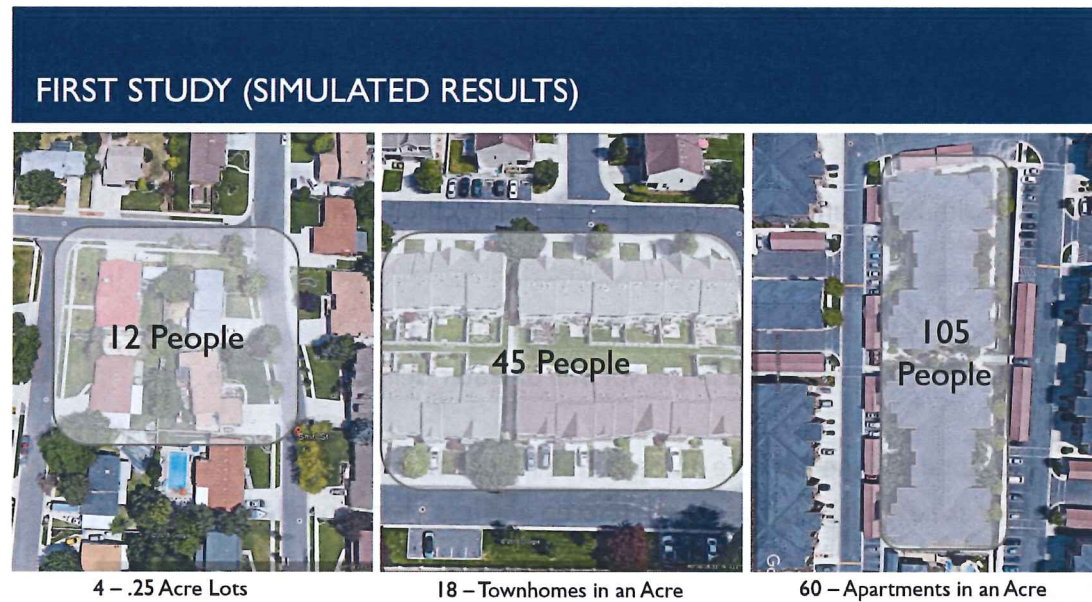 FIRST STUDY (SIMULATED RESULTS)
12 People
45 People
105
People
4 – .25 Acre Lots
18 – Townhomes in an Acre
60 – Apartments in an Acre